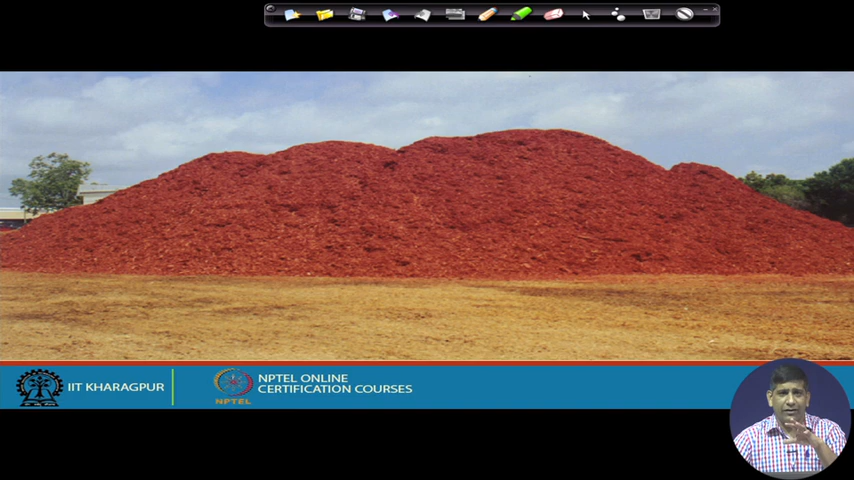 IIT KHARAGPUR
NPTEL ONLINE
CERTIFICATION COURSES
NPTEL